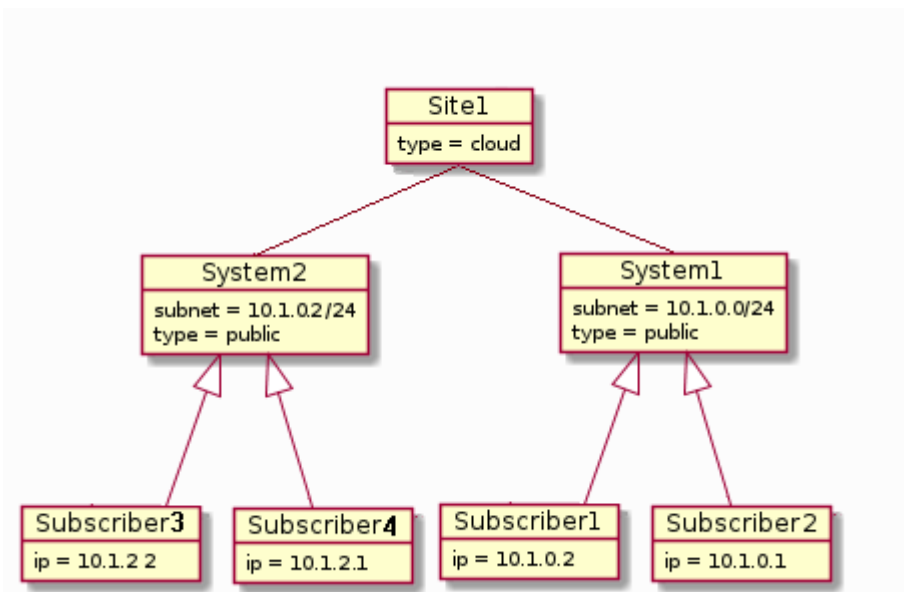 Site1
type = cloud
System2
subnet = 10.1.0.2/24
type = public
System1
subnet = 10.1.0.0/24
type = public
Subscriber3
ip = 10.1.2 2
Subscriber4
ip = 10.1.2.1
Subscriber1
ip = 10.1.0.2
Subscriber2
ip = 10.1.0.1